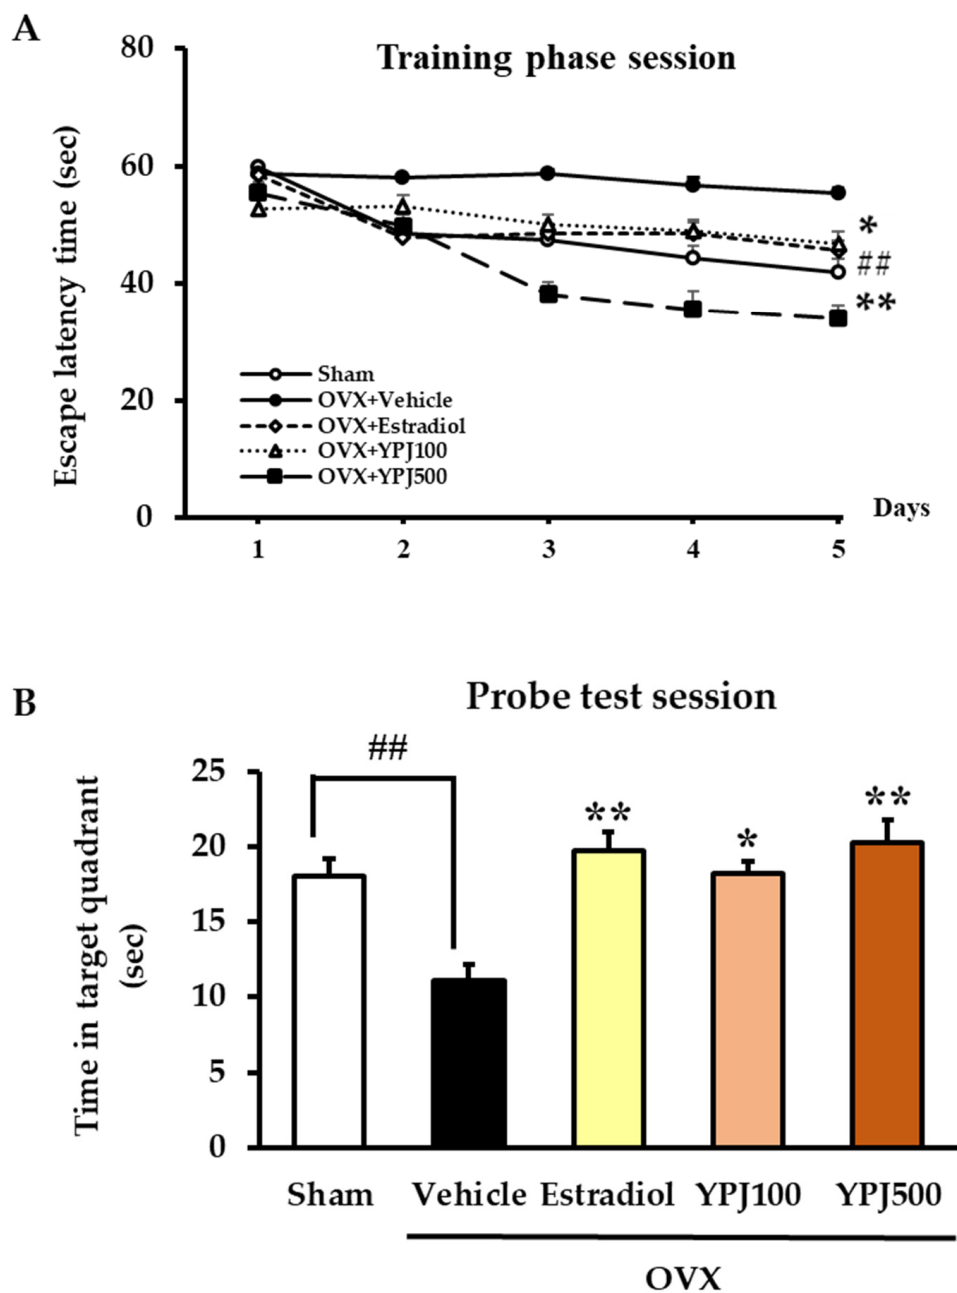 A
Training phase session
Escape latency time (sec)
80
60
40
20
0
*
##
**
Sham
OVX+Vehicle
OVX+Estradiol
OVX+YPJ100
OVX+YPJ500
Days
1 2 3 4 5
B
Probe test session
Time in target quadrant
(sec)
25
20
15
10
5
0
##
**
*
**
Sham Vehicle Estradiol YPJ100 YPJ500
OVX